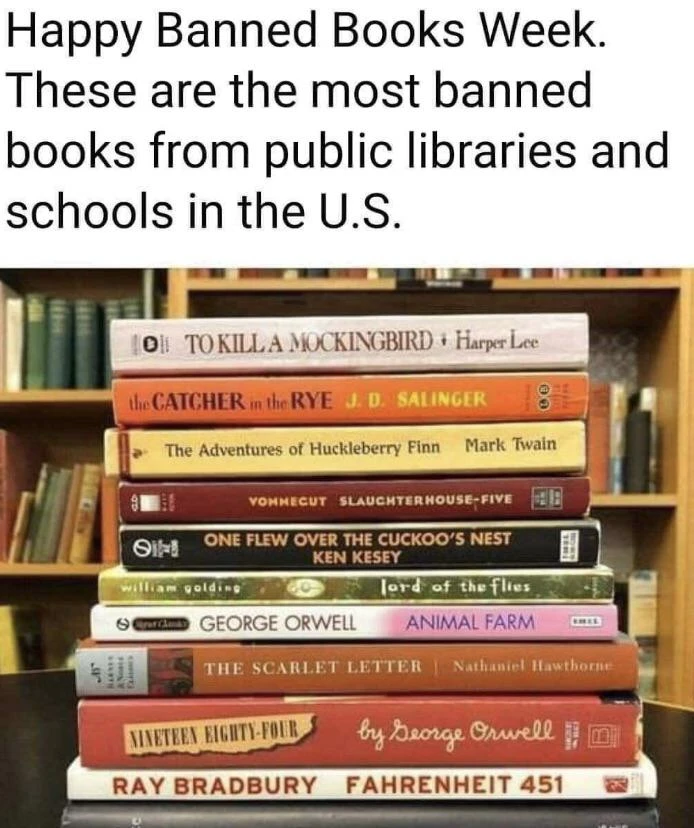 Happy Banned Books Week.
These are the most banned
books from public libraries and
schools in the U.S.
TO KILL A MOCKINGBIRD Harper Lee
the CATCHER in the RYE J. D. SALINGER
The Adventures of Huckleberry Finn Mark Twain
VONNEGUT SLAUGHTERHOUSE-FIVE
ONE FLEW OVER THE CUCKOO'S NEST
KEN KESEY
william golding lord of the flies
GEORGE ORWELL ANIMAL FARM
THE SCARLET LETTER | Nathaniel Hawthorne
NINETEEN EIGHTY-FOUR by George Orwell
RAY BRADBURY FAHRENHEIT 451